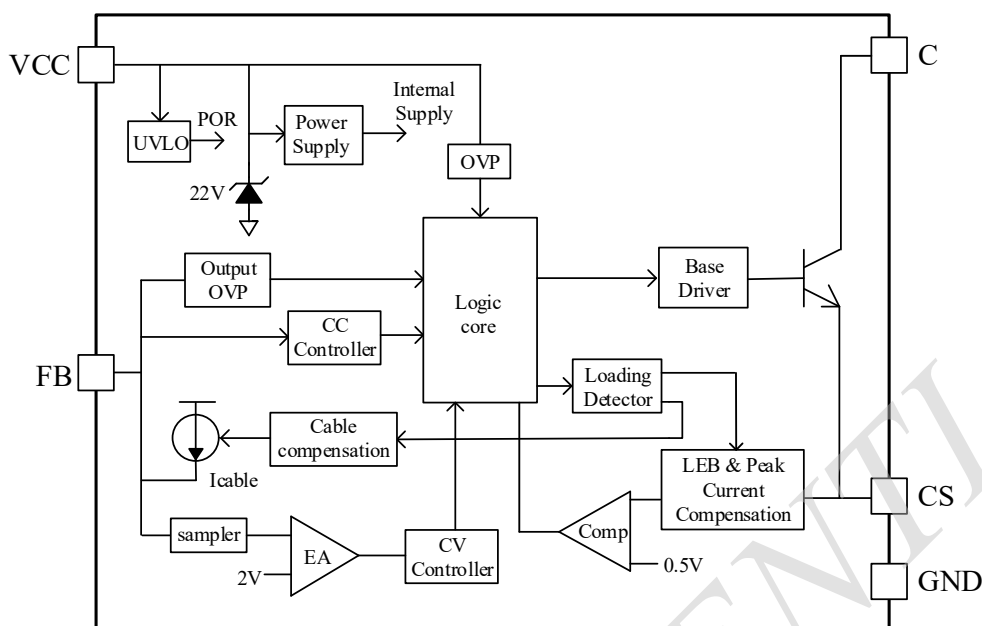 VCC
C
UVLO
POR
Power
Supply
Internal
Supply
OVP
22V
Output
OVP
Logic
core
Base
Driver
CC
Controller
FB
Loading
Detector
Cable
compensation
Icable
LEB & Peak
Current
Compensation
CS
sampler
EA
2V
CV
Controller
Comp
0.5V
GND